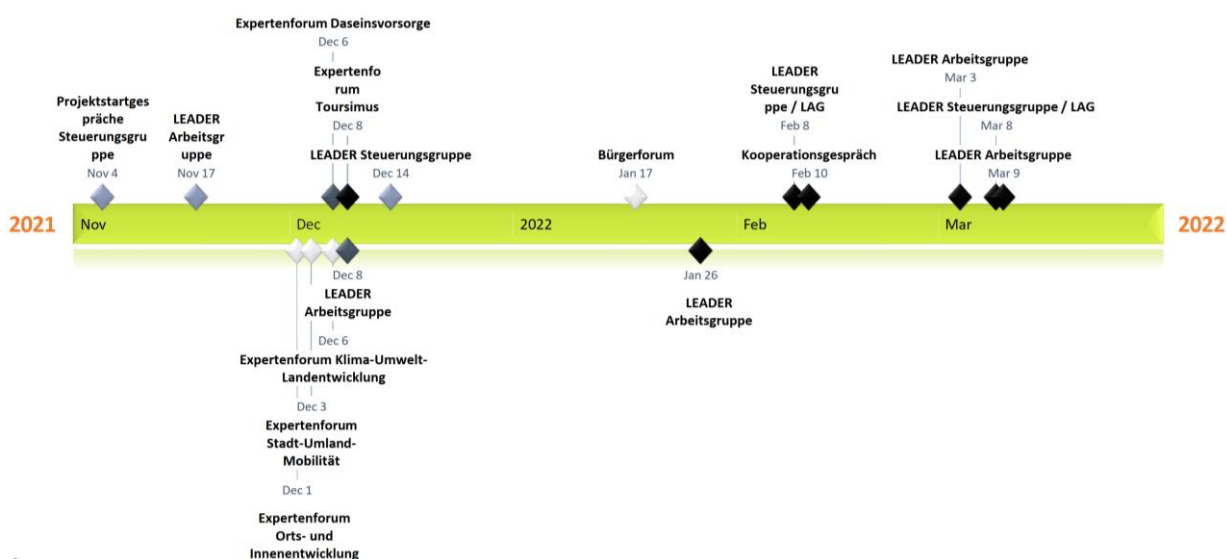 Expertenforum Daseinsvorsorge
Dec 6
Expertenfo
rum
Toursimus
Dec 8
Projektstartges
präche
Steuerungsgru
ppe
Nov 4
LEADER
Arbeitsgr
uppe
Nov 17
LEADER Steuerungsgruppe
Dec 14
Bürgerforum
Jan 17
LEADER
Steuerungsgru
ppe / LAG
Feb 8
Kooperationsgespräch
Feb 10
LEADER Arbeitsgruppe
Mar 3
LEADER Steuerungsgruppe / LAG
Mar 8
LEADER Arbeitsgruppe
Mar 9
2021
Nov
Dec
2022
Feb
Mar
2022
Dec 8
LEADER
Arbeitsgruppe
Dec 6
Expertenforum Klima-Umwelt-
Landentwicklung
Dec 3
Expertenforum
Stadt-Umland-
Mobilität
Dec 1
Expertenforum
Orts- und
Innenentwicklung
Jan 26
LEADER
Arbeitsgruppe